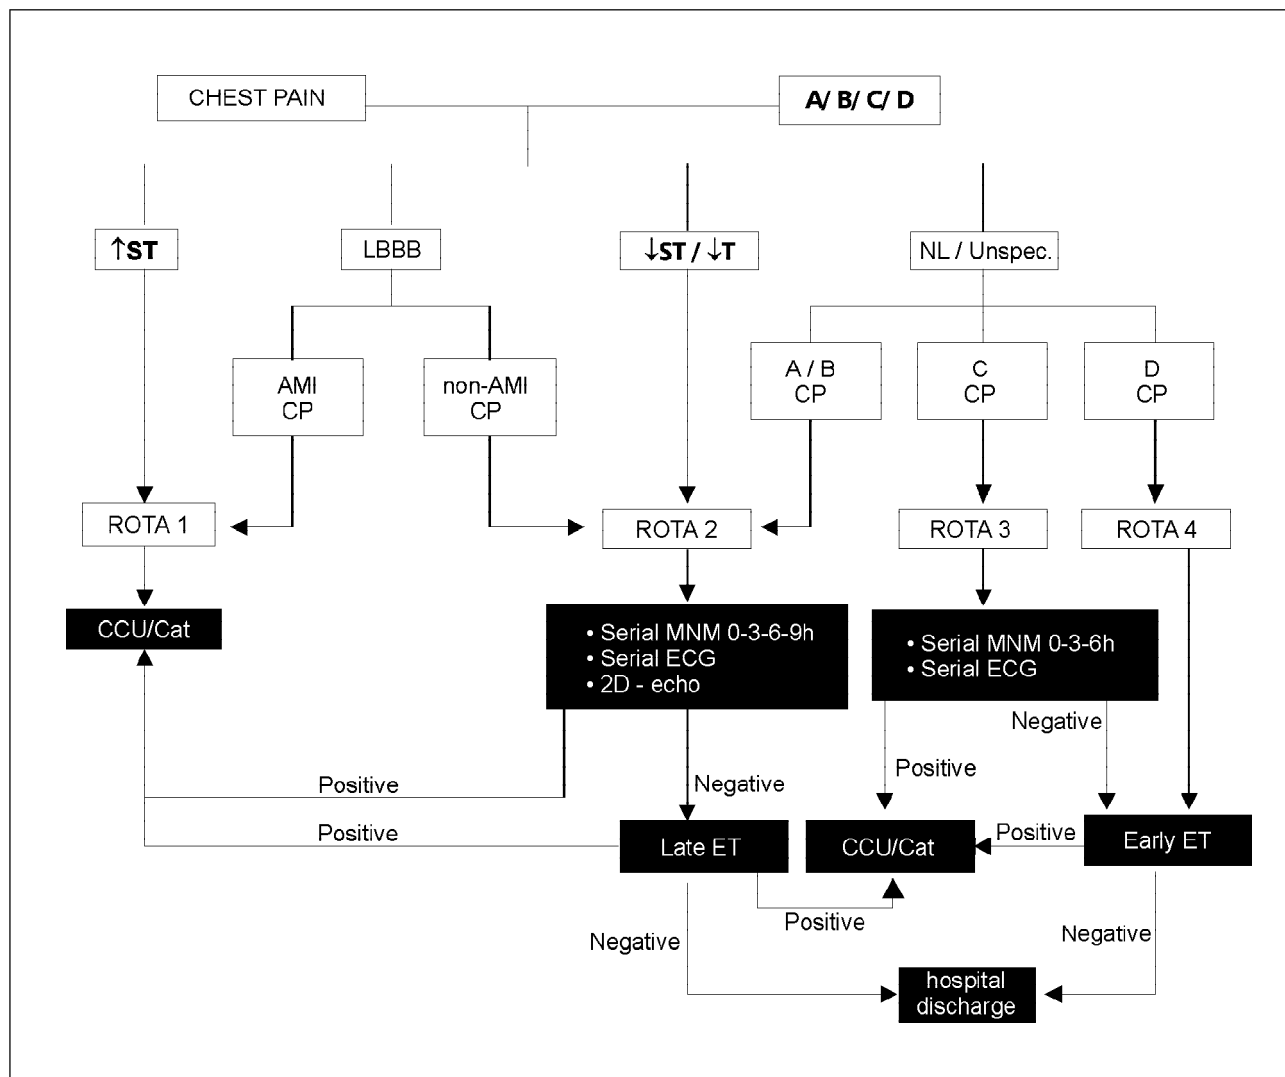 CHEST PAIN
A/ B/ C/ D
↑ST
LBBB
↓ST / ↓T
NL / Unspec.
AMI
CP
non-AMI
CP
A / B
CP
C
CP
D
CP
ROTA 1
ROTA 2
ROTA 3
ROTA 4
CCU/Cat
• Serial MNM 0-3-6-9h
• Serial ECG
• 2D - echo
• Serial MNM 0-3-6h
• Serial ECG
Negative
Positive
Positive
Negative
Positive
Late ET
CCU/Cat
Positive
Early ET
Positive
Negative
Negative
hospital
discharge